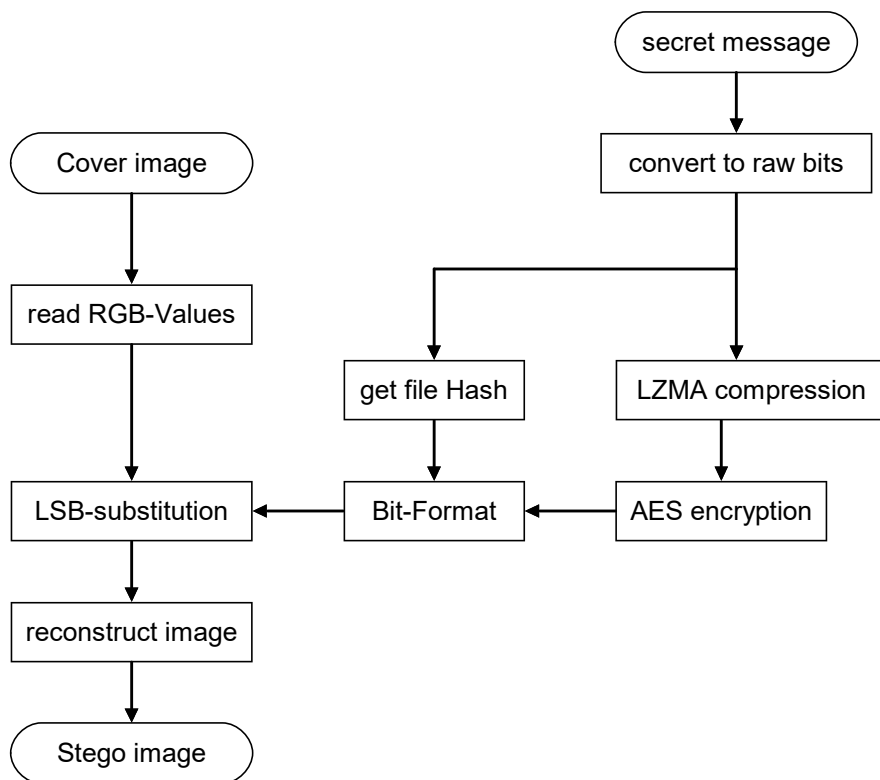 secret message
Cover image
convert to raw bits
read RGB-Values
get file Hash
LZMA compression
LSB-substitution
Bit-Format
AES encryption
reconstruct image
Stego image